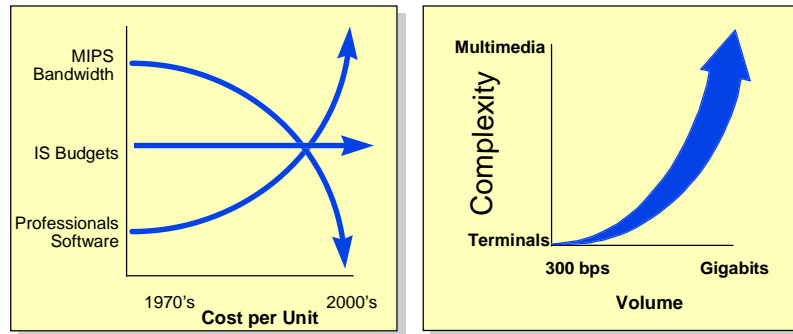 MIPS
Bandwidth
IS Budgets
Professionals
Software
1970's
2000's
Cost per Unit
Multimedia
Complexity
Terminals
300 bps
Gigabits
Volume